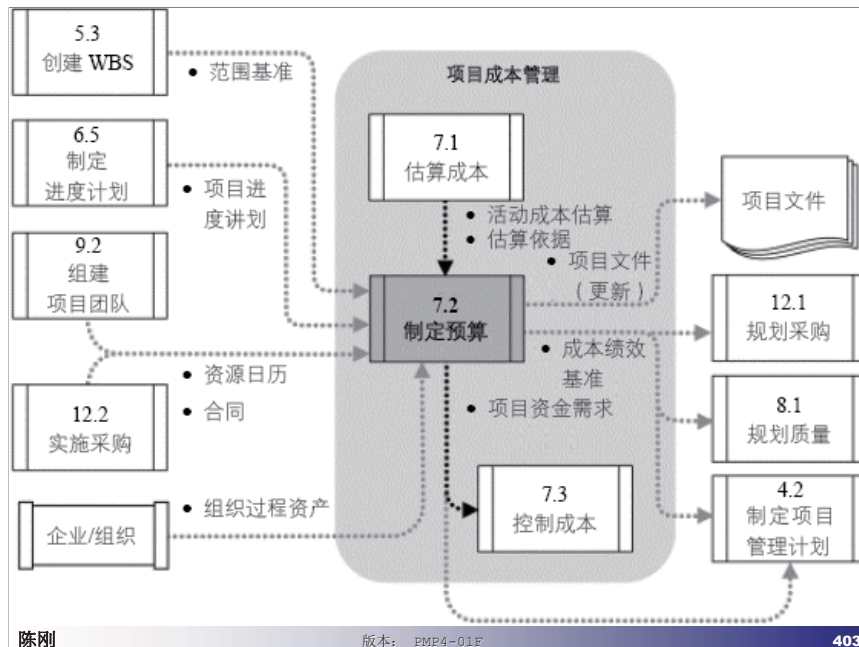 5.3
创建 WBS
• 范围基准
6.5
制定
进度计划
• 项目进
度讲划
9.2
组建
项目团队
• 资源日历
• 合同
12.2
实施采购
企业/组织
• 组织过程资产
项目成本管理
7.1
估算成本
• 活动成本估算
• 估算依据
• 项目文件
（更新）
7.2
制定预算
• 成本绩效
基准
• 项目资金需求
7.3
控制成本
项目文件
12.1
规划采购
8.1
规划质量
4.2
制定项目
管理计划
陈刚
版本： PMP4-01F
403